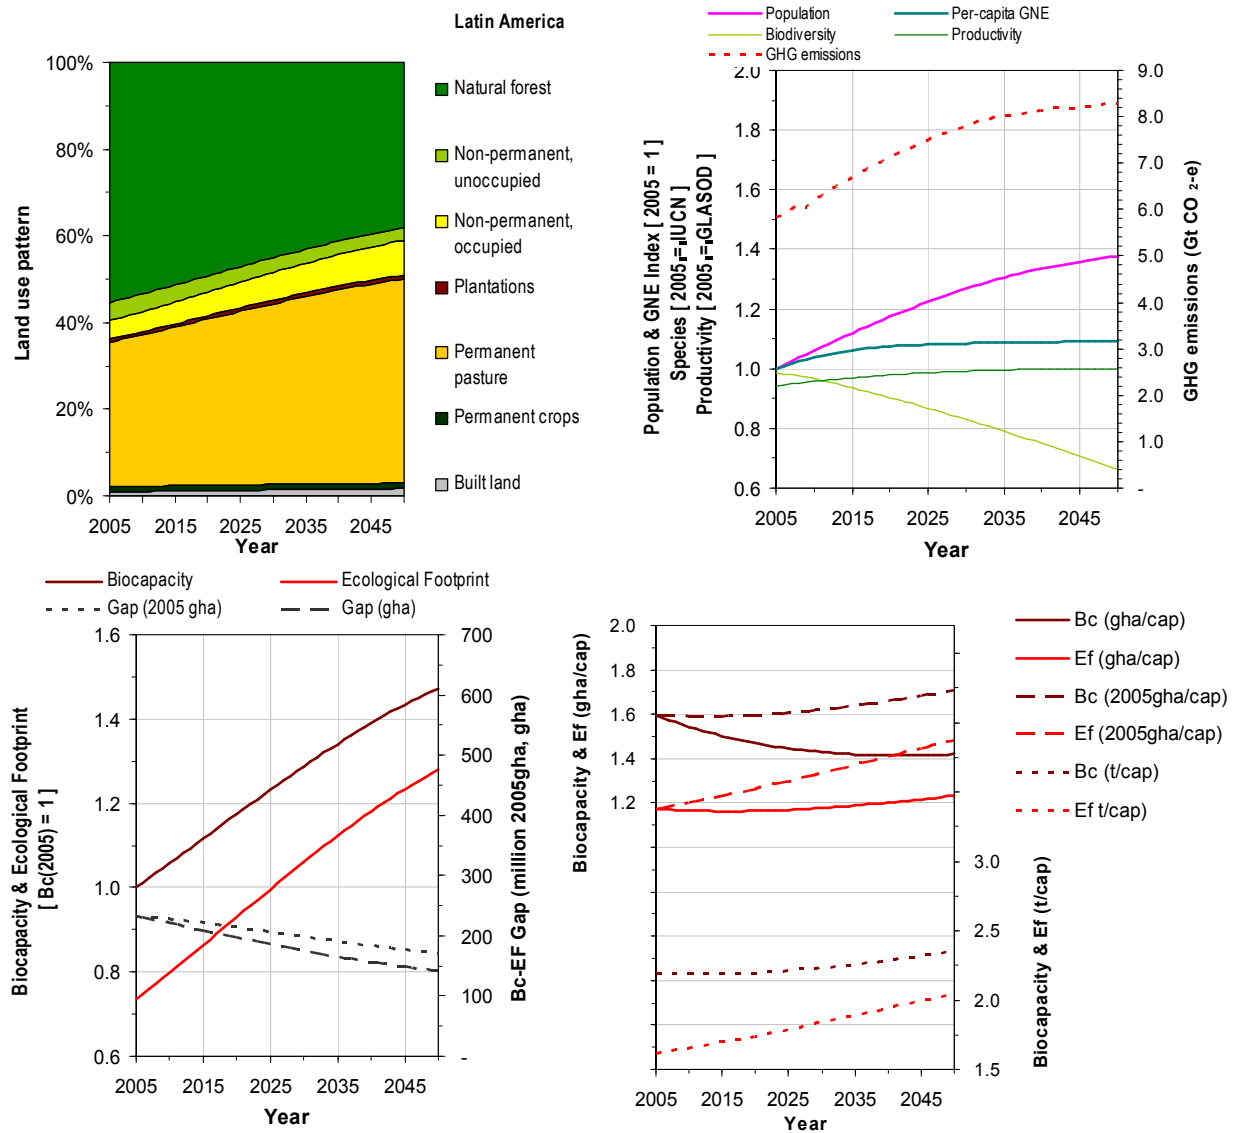 Latin America
100%
80%
60%
40%
20%
0%
Land use pattern
2005 2015 2025 2035 2045
Year
Natural forest
Non-permanent,
unoccupied
Non-permanent,
occupied
Plantations
Permanent
pasture
Permanent crops
Built land
Population
Per-capita GNE
Biodiversity
Productivity
GHG emissions
2.0
1.8
1.6
1.4
1.2
1.0
0.8
0.6
Population & GNE Index [ 2005 = 1 ]
Species [ 2005 = IUCN ]
Productivity [ 2005 = GLASOD ]
9.0
8.0
7.0
6.0
5.0
4.0
3.0
2.0
1.0
-
GHG emissions (Gt CO 2-e)
2005 2015 2025 2035 2045
Year
Biocapacity
Ecological Footprint
Gap (2005 gha)
Gap (gha)
1.6
1.4
1.2
1.0
0.8
0.6
Biocapacity & Ecological Footprint
[ Bc(2005) = 1 ]
700
600
500
400
300
200
100
-
Bc-EF Gap (million 2005gha, gha)
2005 2015 2025 2035 2045
Year
2.0
1.8
1.6
1.4
1.2
Biocapacity & Ef (gha/cap)
3.0
2.5
2.0
1.5
Biocapacity & Ef (t/cap)
2005 2015 2025 2035 2045
Year
Bc (gha/cap)
Ef (gha/cap)
Bc (2005gha/cap)
Ef (2005gha/cap)
Bc (t/cap)
Ef t/cap)